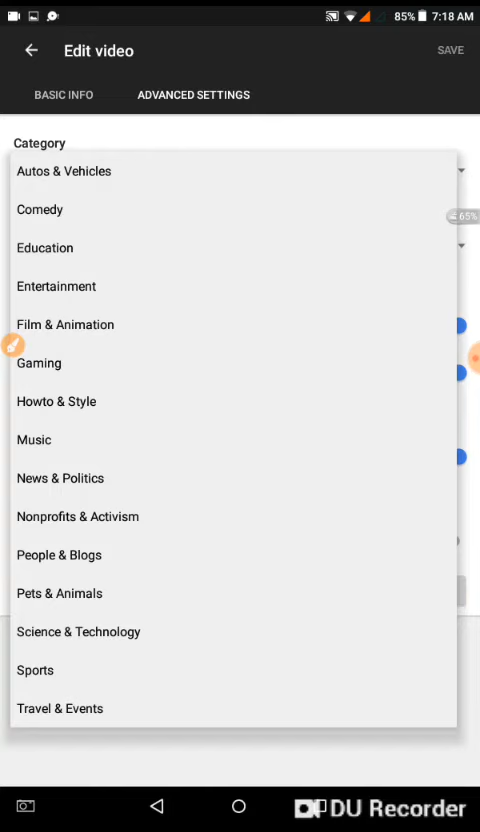 85% 7:18 AM
Edit video SAVE
BASIC INFO ADVANCED SETTINGS
Category
Autos & Vehicles
Comedy
65%
Education
Entertainment
Film & Animation
Gaming
Howto & Style
Music
News & Politics
Nonprofits & Activism
People & Blogs
Pets & Animals
Science & Technology
Sports
Travel & Events
DU Recorder